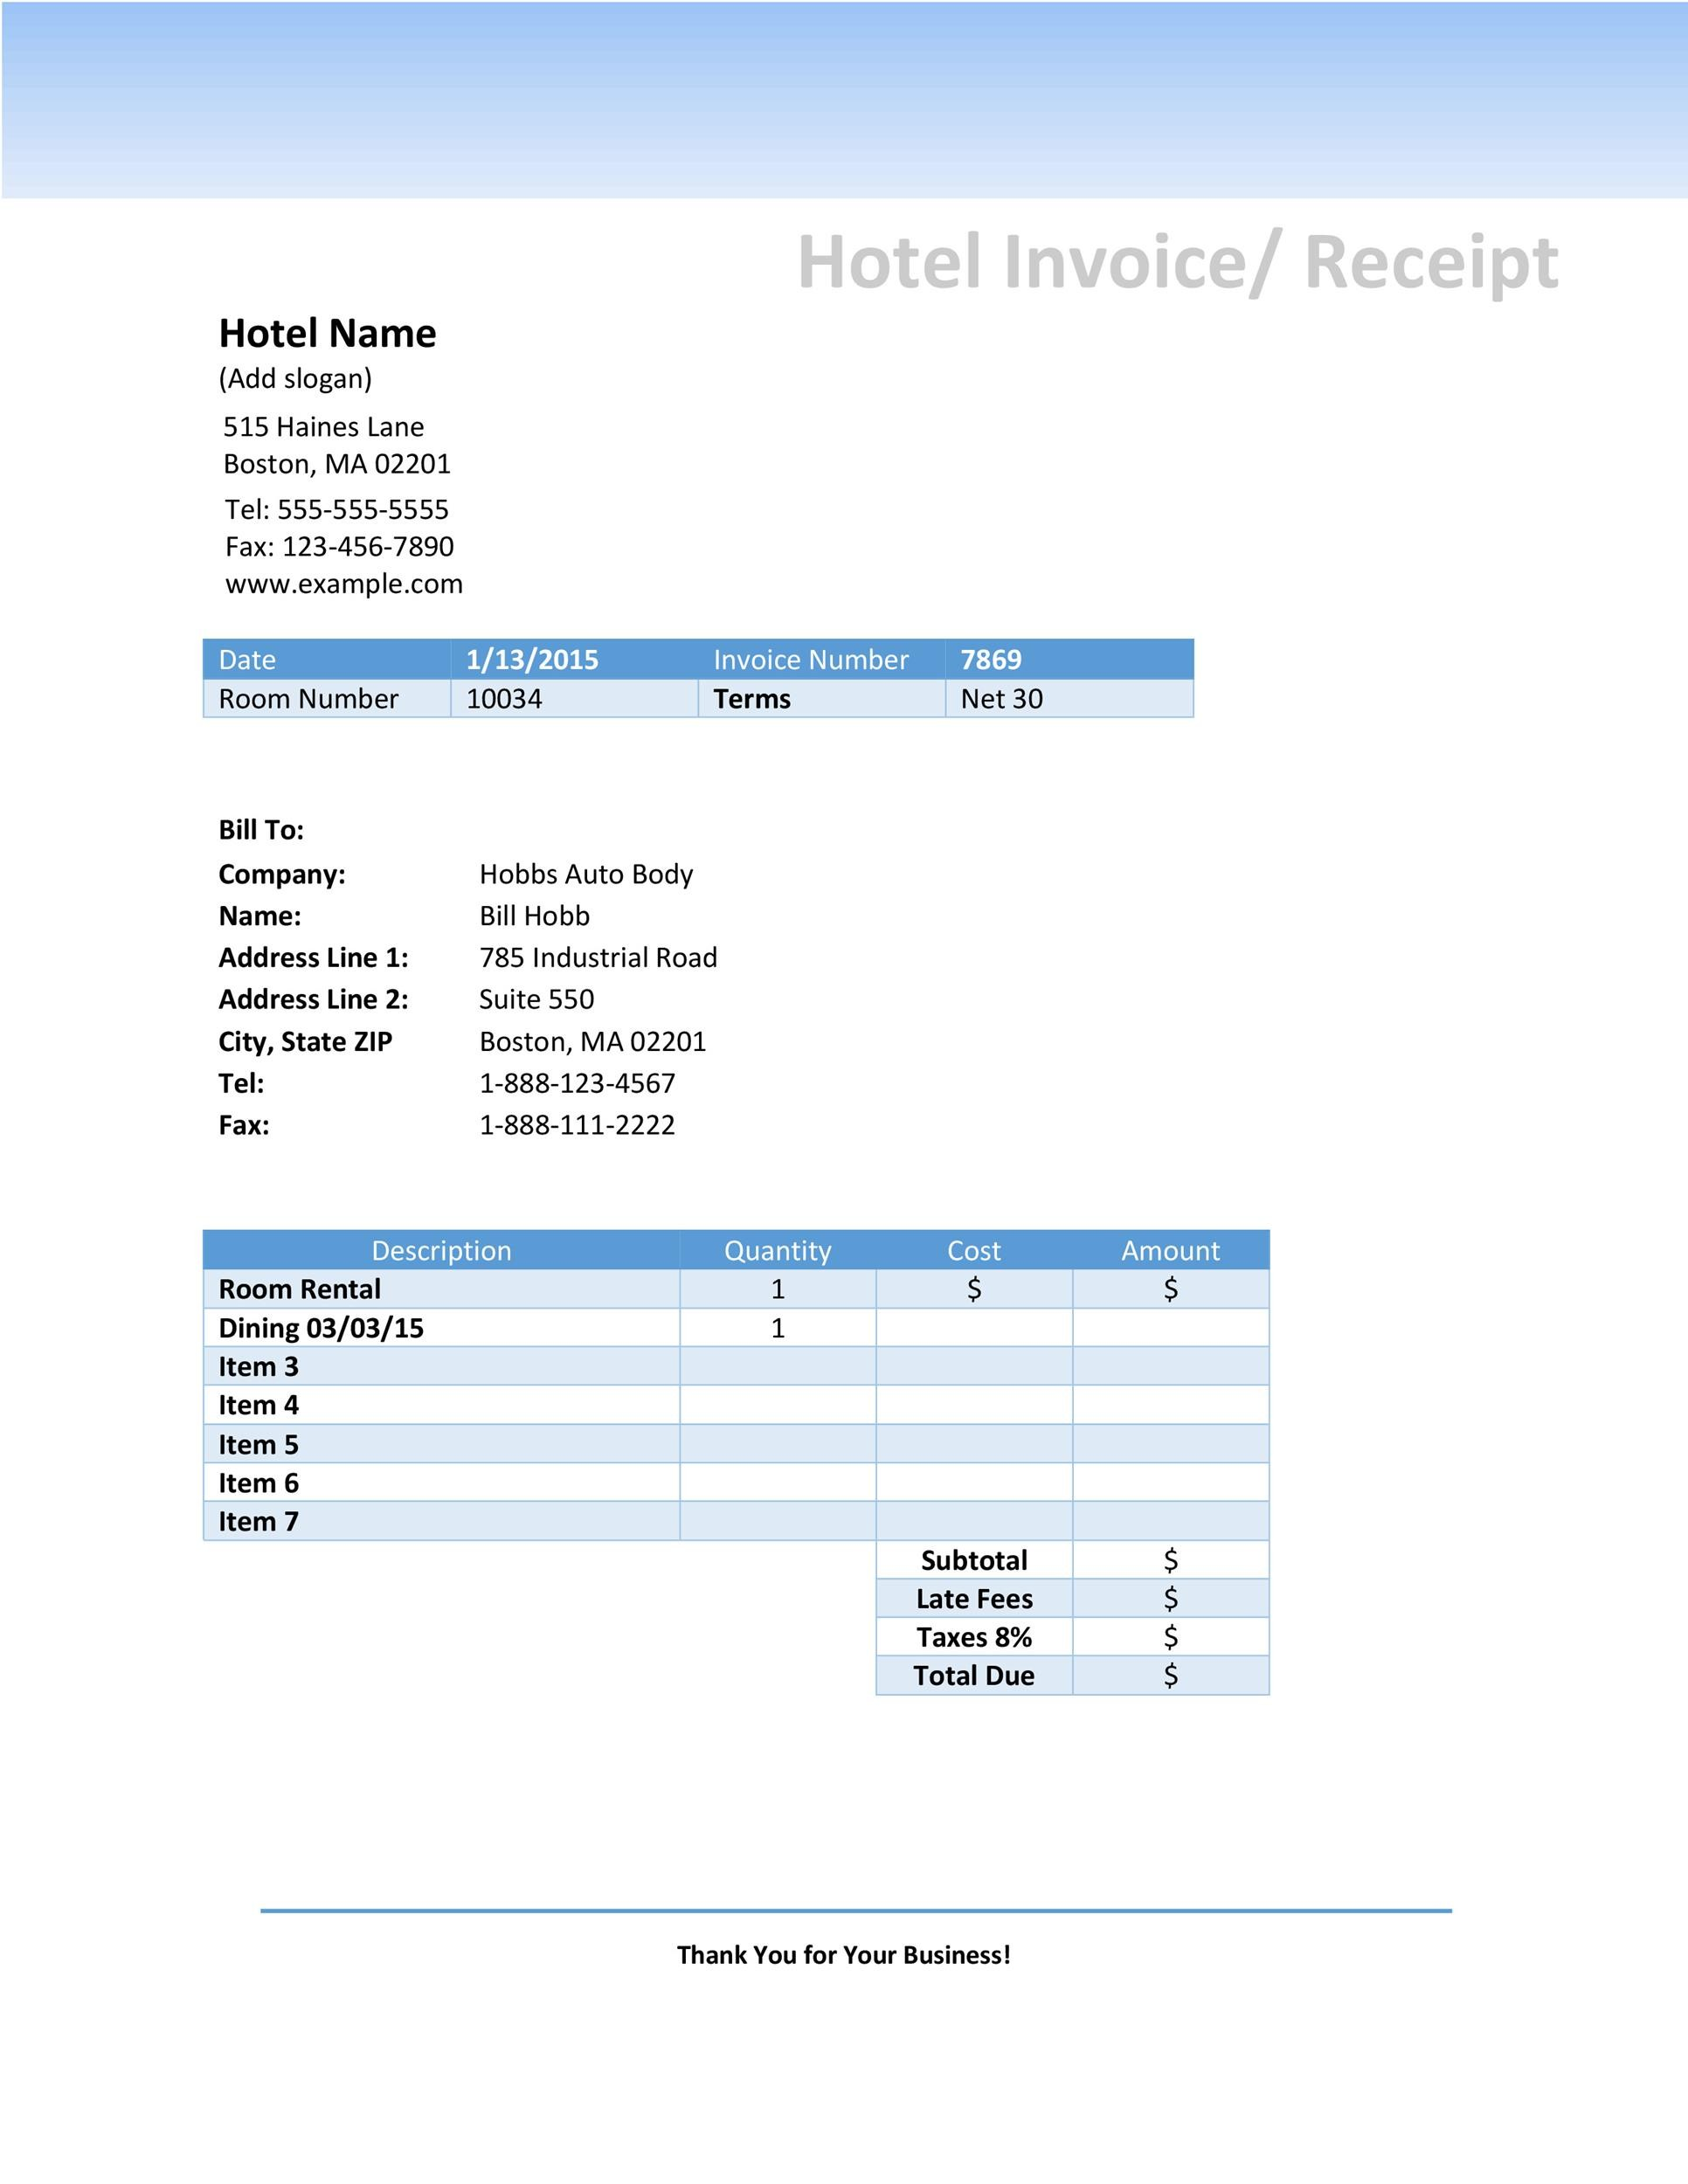 Hotel Invoice/ Receipt
Hotel Name
(Add slogan)
515 Haines Lane
Boston, MA 02201
Tel: 555-555-5555
Fax: 123-456-7890
www.example.com
Date 1/13/2015 Invoice Number 7869
Room Number 10034 Terms Net 30
Bill To:
Company: Hobbs Auto Body
Name: Bill Hobb
Address Line 1: 785 Industrial Road
Address Line 2: Suite 550
City, State ZIP Boston, MA 02201
Tel: 1-888-123-4567
Fax: 1-888-111-2222
Description Quantity Cost Amount
Room Rental 1 $ $
Dining 03/03/15 1
Item 3
Item 4
Item 5
Item 6
Item 7
Subtotal $
Late Fees $
Taxes 8% $
Total Due $
Thank You for Your Business!